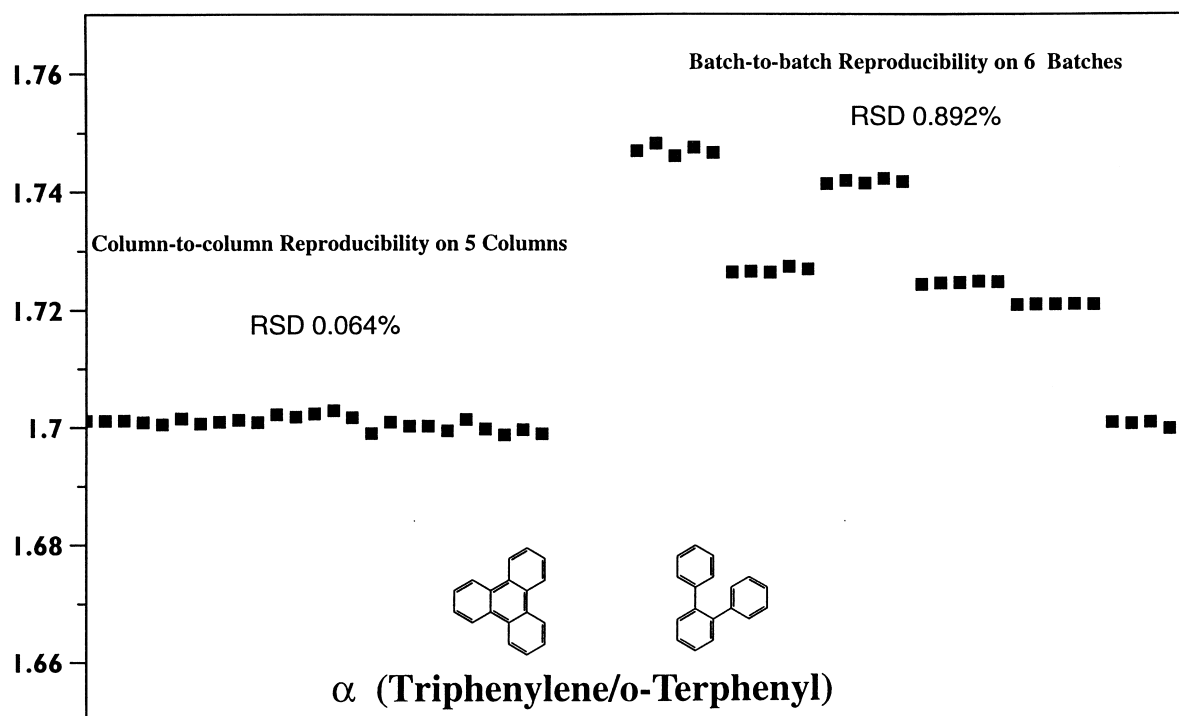 1.76
Batch-to-batch Reproducibility on 6 Batches
RSD 0.892%
1.74
Column-to-column Reproducibility on 5 Columns
1.72
RSD 0.064%
1.7
1.68
1.66
α (Triphenylene/o-Terphenyl)